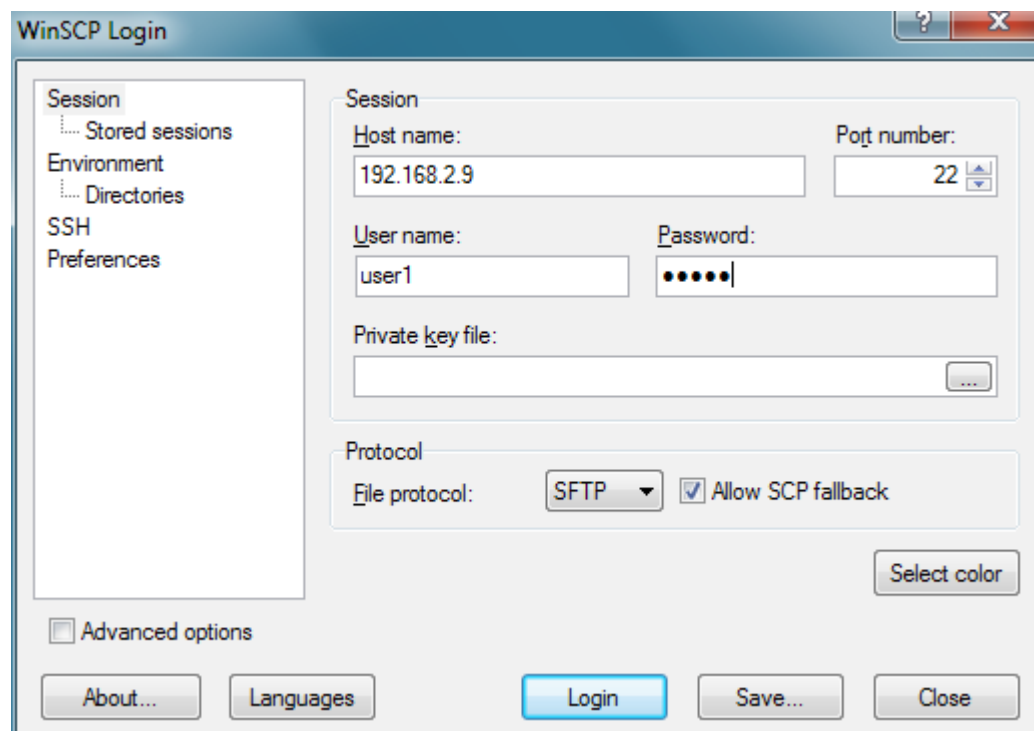 WinSCP Login
?
X
Session
Stored sessions
Environment
Directories
SSH
Preferences
Session
Host name: Port number:
192.168.2.9 22
User name: Password:
user1 •••••
Private key file:
...
Protocol
File protocol: SFTP Allow SCP fallback
Select color
Advanced options
About... Languages Login Save... Close